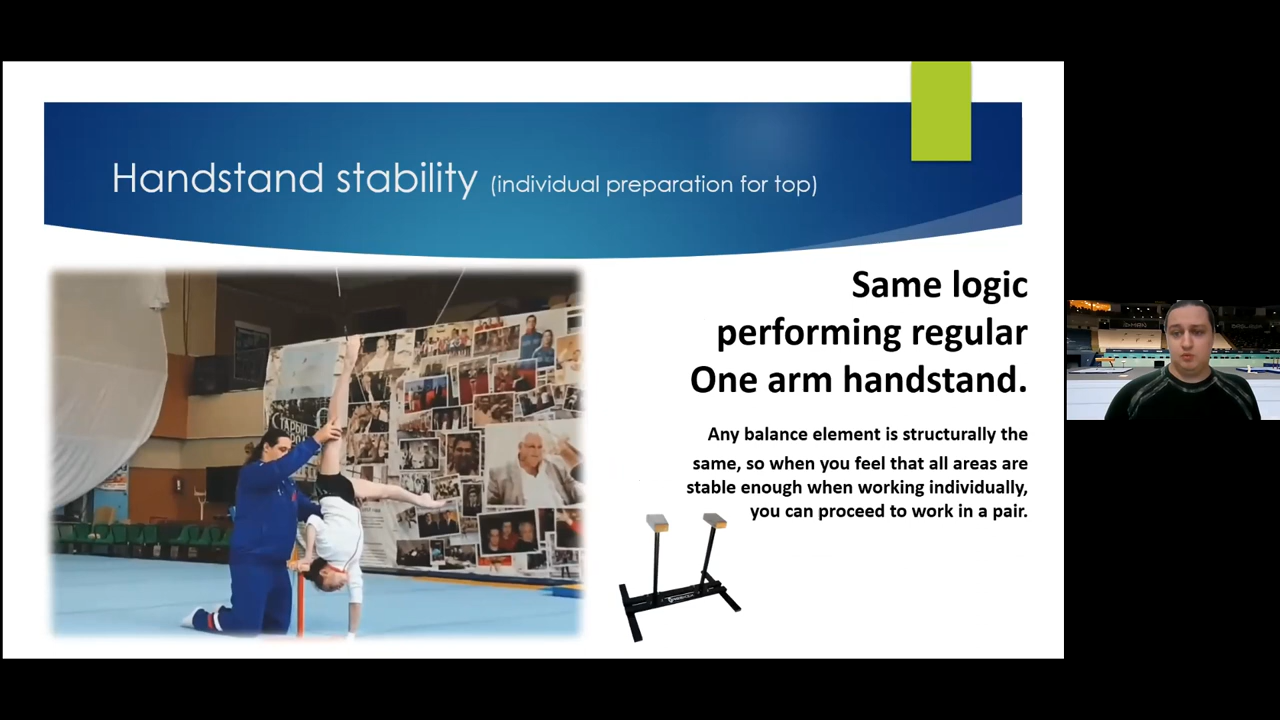 Handstand stability (individual preparation for top)
Same logic
performing regular
One arm handstand.
Any balance element is structurally the
same, so when you feel that all areas are
stable enough when working individually,
you can proceed to work in a pair.
СТАРЫЙ